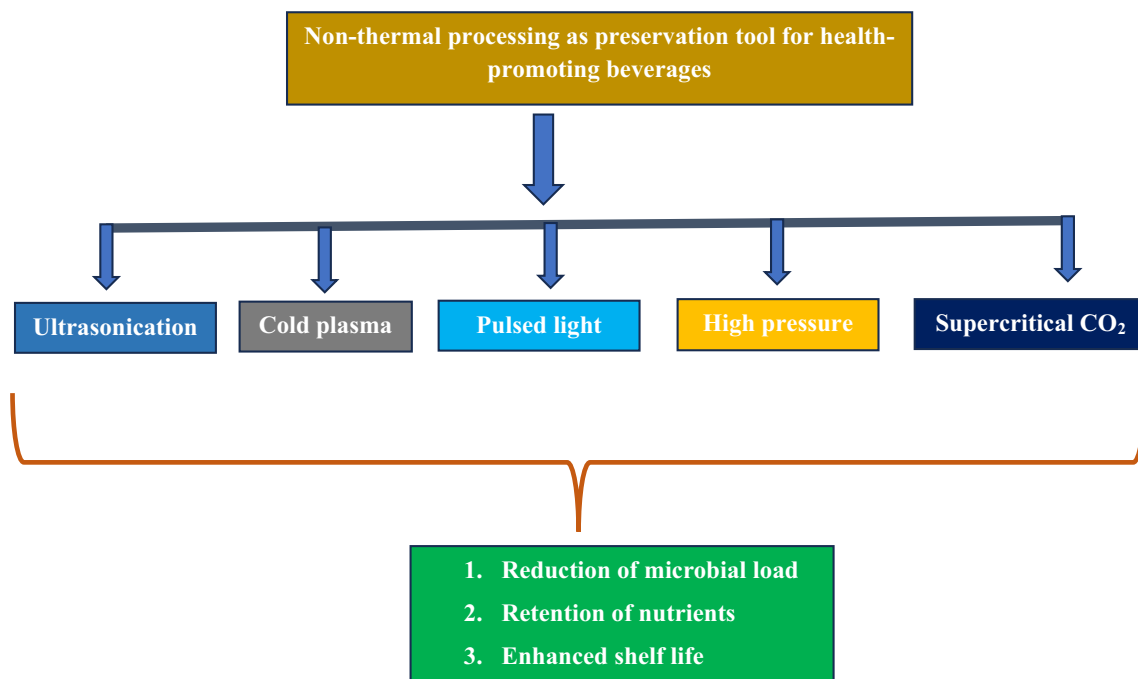 Non-thermal processing as preservation tool for health-
promoting beverages
Ultrasonication
Cold plasma
Pulsed light
High pressure
Supercritical CO₂
1. Reduction of microbial load
2. Retention of nutrients
3. Enhanced shelf life